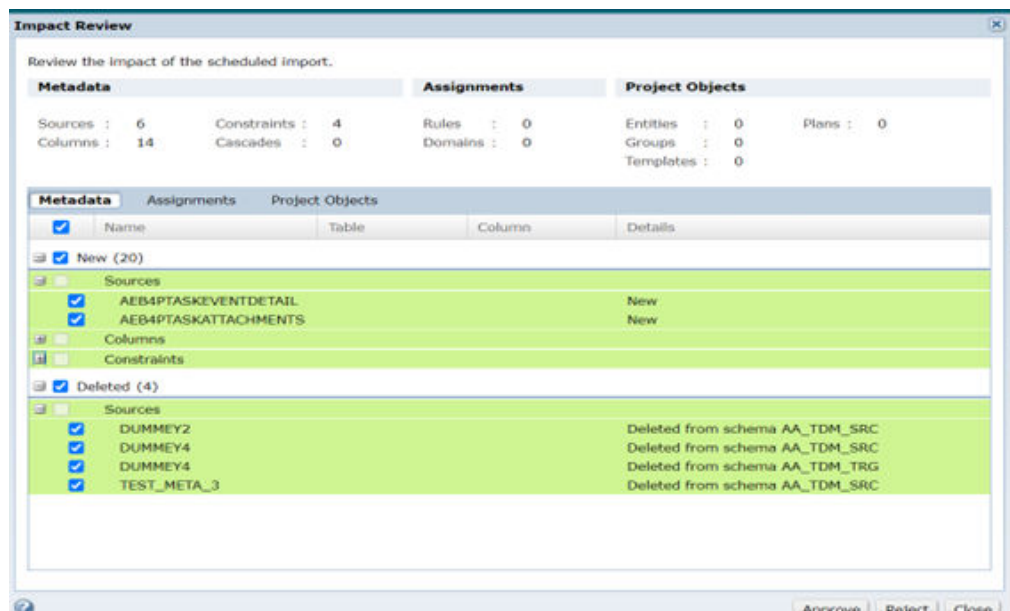 Impact Review
Review the impact of the scheduled import.
Metadata Assignments Project Objects
Sources : 6 Constraints : 4 Rules : 0 Entities : 0 Plans : 0
Columns : 14 Cascades : 0 Domains : 0 Groups : 0
Templates : 0
Metadata Assignments Project Objects
Name Table Column Details
New (20)
Sources
AEB4PTASKEVENTDETAIL New
AEB4PTASKATTACHMENTS New
Columns
Constraints
Deleted (4)
Sources
DUMMEY2 Deleted from schema AA_TDM_SRC
DUMMEY4 Deleted from schema AA_TDM_SRC
DUMMEY4 Deleted from schema AA_TDM_TRG
TEST_META_3 Deleted from schema AA_TDM_SRC
Approve Reject Close